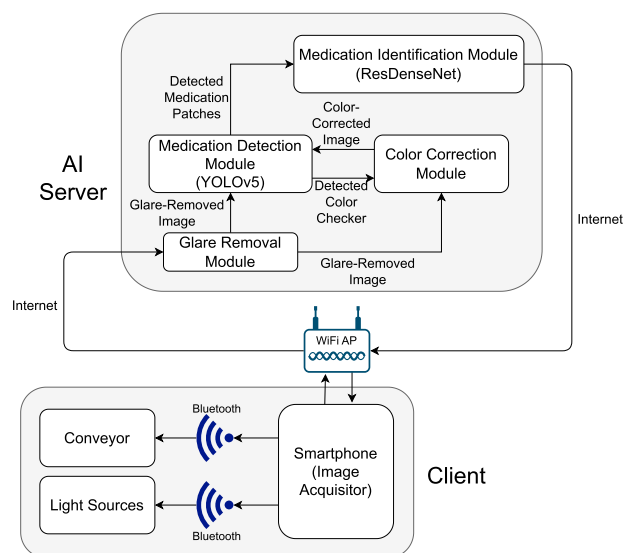 Medication Identification Module
(ResDenseNet)
Detected
Medication
Patches
Color-
Corrected
Image
Medication Detection
Module
(YOLOv5)
Color Correction
Module
AI
Server
Detected
Color
Checker
Glare-Removed
Image
Internet
Glare Removal
Module
Glare-Removed
Image
Internet
WiFi AP
Bluetooth
Conveyor
Smartphone
(Image
Acquisitor)
Client
Light Sources
Bluetooth